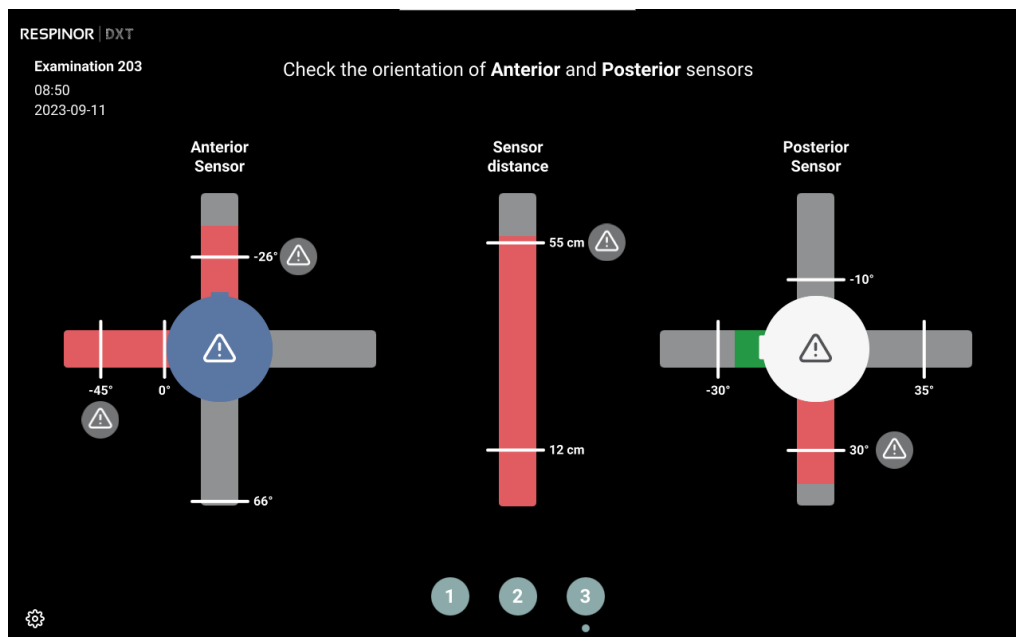 RESPINOR | DXT
Examination 203
08:50
2023-09-11
Check the orientation of Anterior and Posterior sensors
Anterior
Sensor
Sensor
distance
Posterior
Sensor
-26°
-45°
0°
66°
55 cm
12 cm
-10°
-30°
35°
30°
1
2
3